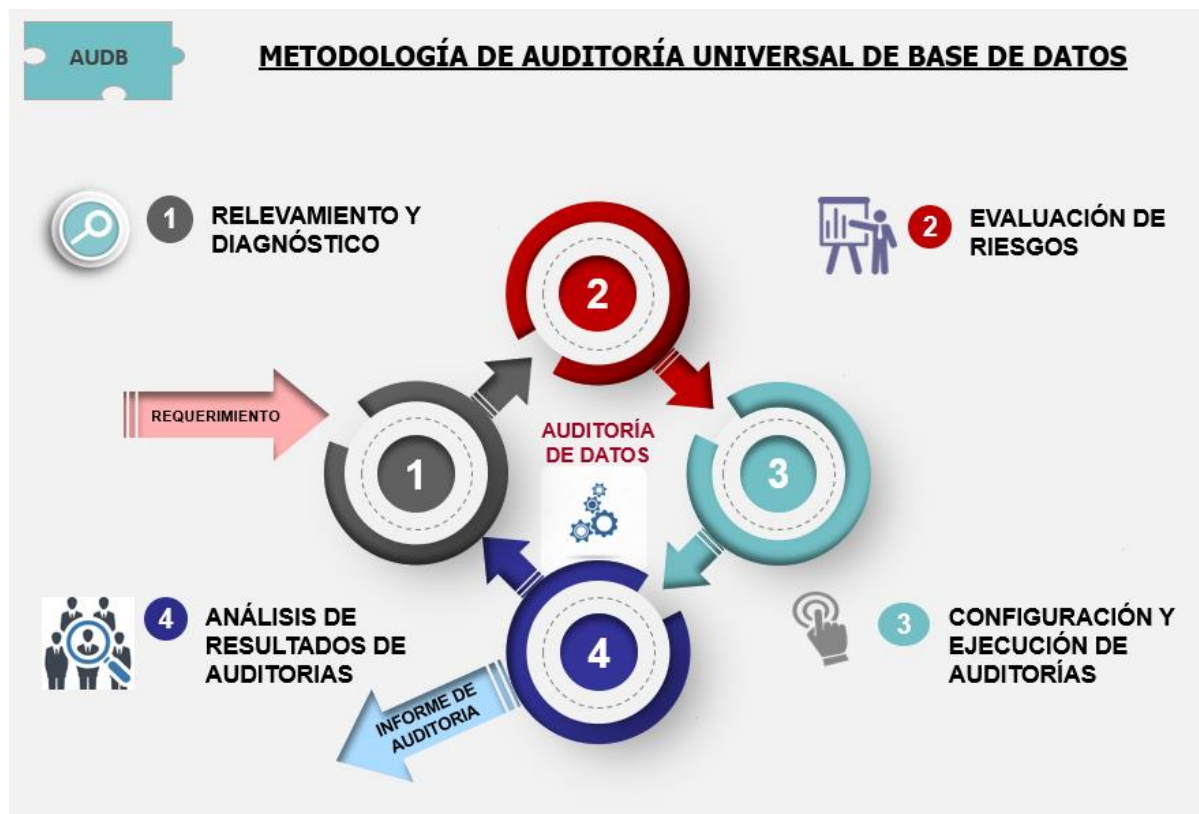 AUDB
METODOLOGÍA DE AUDITORÍA UNIVERSAL DE BASE DE DATOS
1
RELEVAMIENTO Y
DIAGNÓSTICO
2
EVALUACIÓN DE
RIESGOS
2
REQUERIMIENTO
1
AUDITORÍA
DE DATOS
3
4
ANÁLISIS DE
RESULTADOS DE
AUDITORIAS
4
3
CONFIGURACIÓN Y
EJECUCIÓN DE
AUDITORÍAS
INFORME DE
AUDITORIA